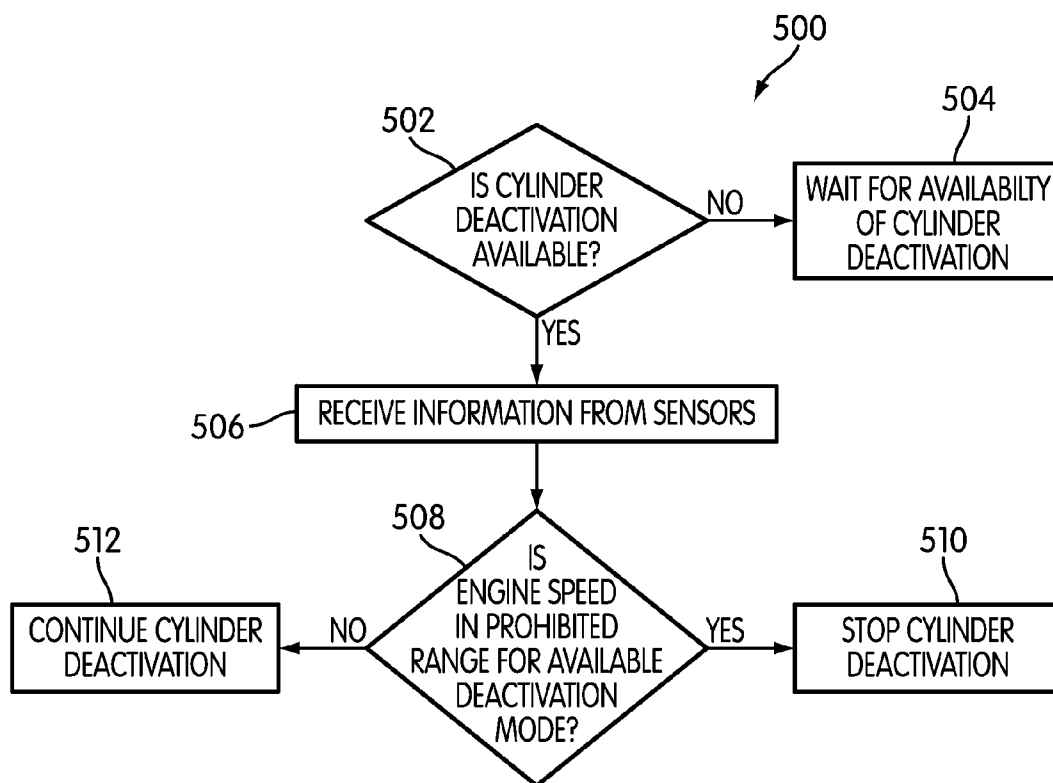 500
502
504
IS CYLINDER
DEACTIVATION
AVAILABLE?
NO
WAIT FOR AVAILABILTY
OF CYLINDER
DEACTIVATION
YES
506
RECEIVE INFORMATION FROM SENSORS
508
512
510
IS
ENGINE SPEED
IN PROHIBITED
RANGE FOR AVAILABLE
DEACTIVATION
MODE?
NO
CONTINUE CYLINDER
DEACTIVATION
YES
STOP CYLINDER
DEACTIVATION